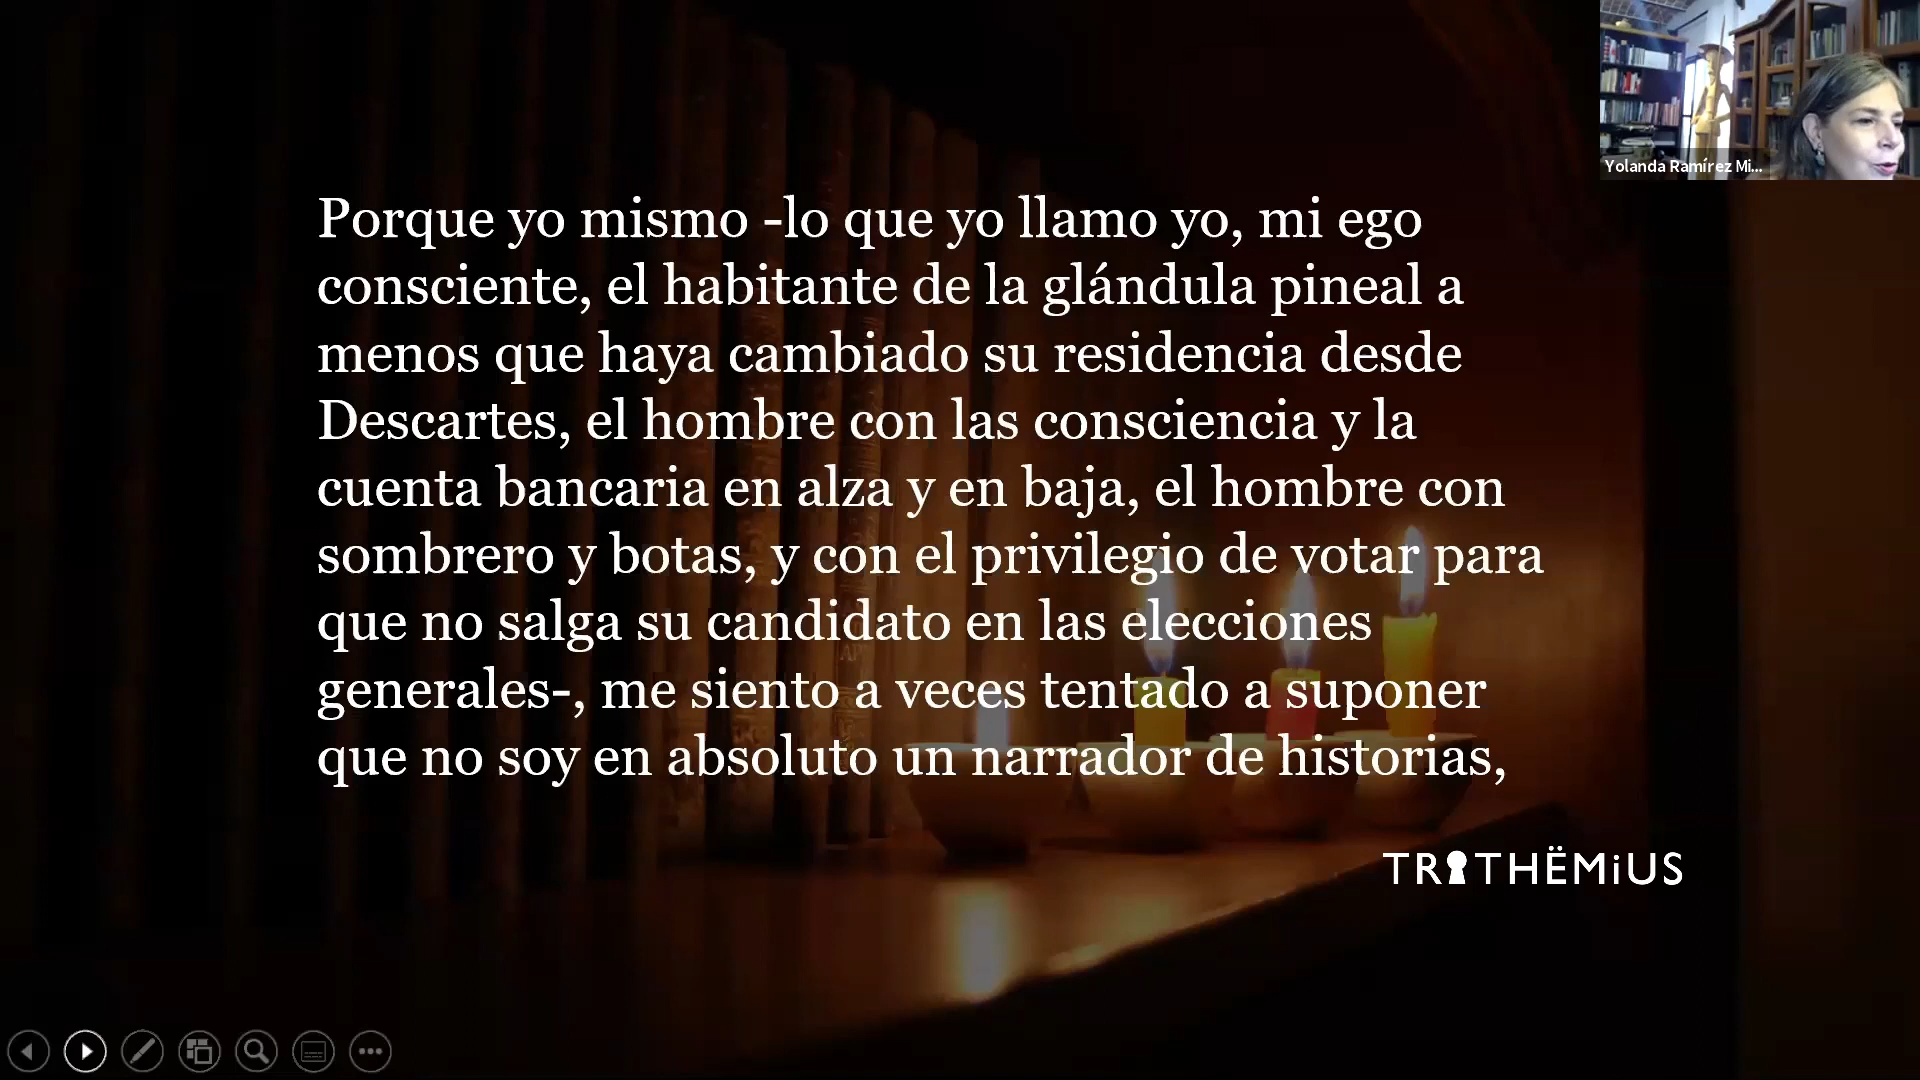 Yolanda Ramírez Mi...
Porque yo mismo -lo que yo llamo yo, mi ego
consciente, el habitante de la glándula pineal a
menos que haya cambiado su residencia desde
Descartes, el hombre con las consciencia y la
cuenta bancaria en alza y en baja, el hombre con
sombrero y botas, y con el privilegio de votar para
que no salga su candidato en las elecciones
generales-, me siento a veces tentado a suponer
que no soy en absoluto un narrador de historias,
TRITHËMiUS